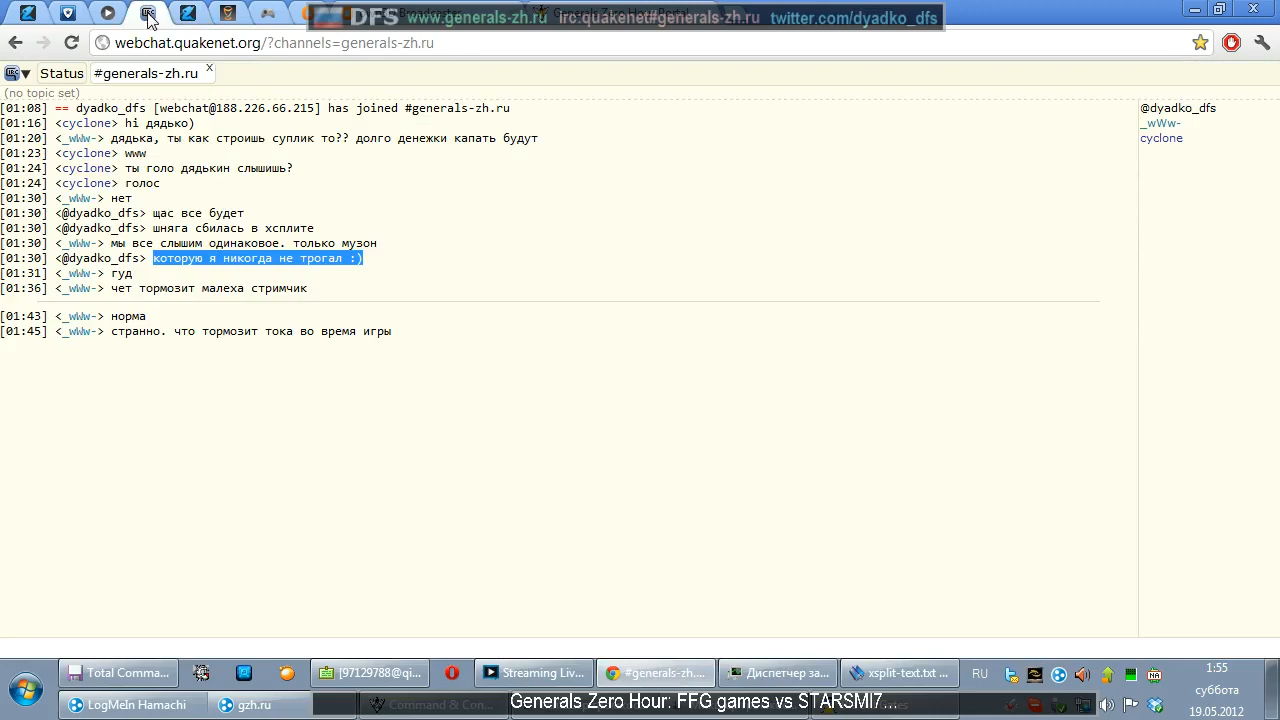 DFS www.generals-zh.ru irc:quakenet#generals-zh.ru twitter.com/dyadko_dfs
webchat.quakenet.org/?channels=generals-zh.ru
IRC Status #generals-zh.ru x
(no topic set)
[01:08] == dyadko_dfs [webchat@188.226.66.215] has joined #generals-zh.ru
[01:16] <cyclone> hi дядько)
[01:20] <_wWw-> дядька, ты как строишь суплик то?? долго денежки капать будут
[01:23] <cyclone> www
[01:24] <cyclone> ты голо дядькин слышишь?
[01:24] <cyclone> голос
[01:30] <_wWw-> нет
[01:30] <@dyadko_dfs> щас все будет
[01:30] <@dyadko_dfs> шняга сбилась в хсплите
[01:30] <_wWw-> мы все слышим одинаковое. только музон
[01:30] <@dyadko_dfs> которую я никогда не трогал :)
[01:31] <_wWw-> гуд
[01:36] <_wWw-> чет тормозит малеха стримчик
[01:43] <_wWw-> норма
[01:45] <_wWw-> странно. что тормозит тока во время игры
@dyadko_dfs
_wWw-
cyclone
Total Comma... [97129788@qi... Streaming Liv... #generals-zh.... Диспетчер за... xsplit-text.txt ... RU 1:55
суббота
LogMeIn Hamachi gzh.ru Command & Con... Generals Zero Hour: FFG games vs STARSMI7...
19.05.2012